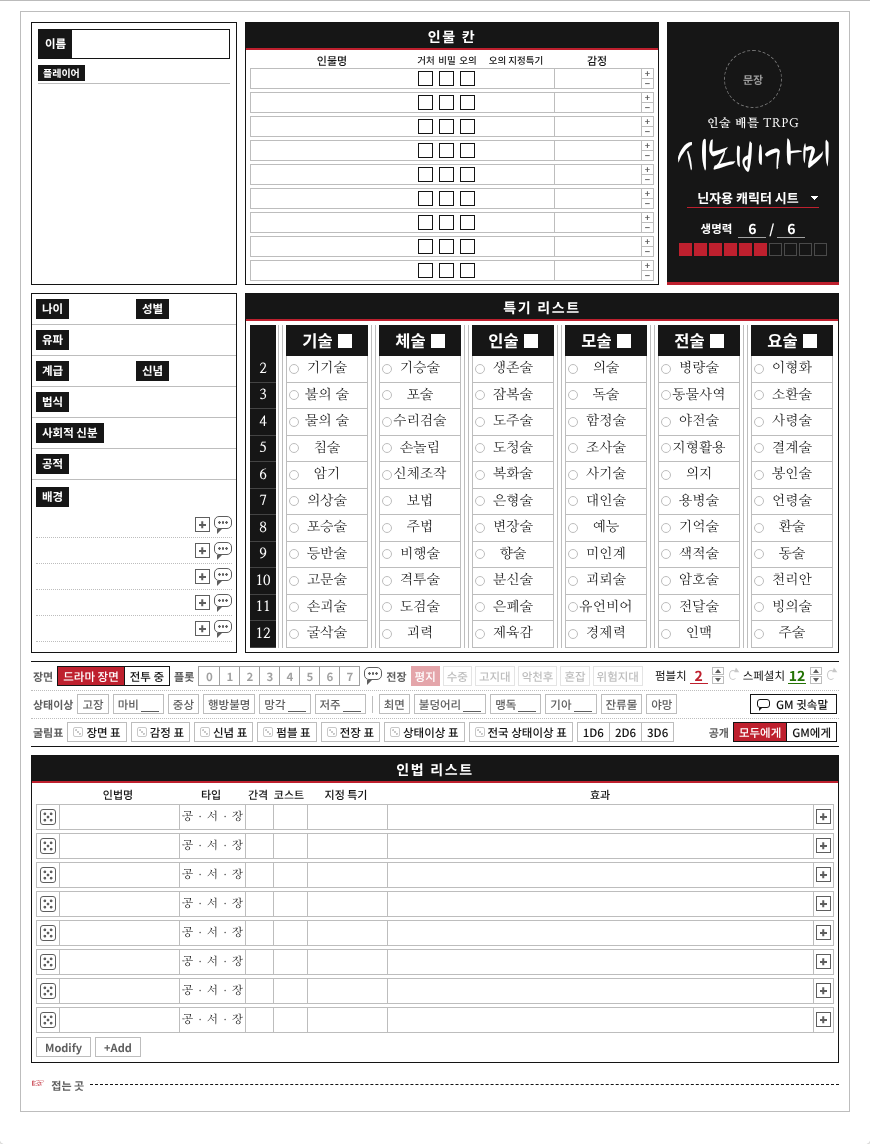 이름
플레이어
인물 칸
인물명 거처 비밀 오의 오의 지정특기 감정
+
−
+
−
+
−
+
−
+
−
+
−
+
−
+
−
+
−
문장
인술 배틀 TRPG
시노비가미
닌자용 캐릭터 시트
생명력 6 / 6
나이 성별
유파
계급 신념
법식
사회적 신분
공적
배경
특기 리스트
기술 체술 인술 모술 전술 요술
2 기기술 기승술 생존술 의술 병량술 이형화
3 불의 술 포술 잠복술 독술 동물사역 소환술
4 물의 술 수리검술 도주술 함정술 야전술 사령술
5 침술 손놀림 도청술 조사술 지형활용 결계술
6 암기 신체조작 복화술 사기술 의지 봉인술
7 의상술 보법 은형술 대인술 용병술 언령술
8 포승술 주법 변장술 예능 기억술 환술
9 등반술 비행술 향술 미인계 색적술 동술
10 고문술 격투술 분신술 괴뢰술 암호술 천리안
11 손괴술 도검술 은폐술 유언비어 전달술 빙의술
12 굴삭술 괴력 제육감 경제력 인맥 주술
장면 드라마 장면 전투 중 플롯 0 1 2 3 4 5 6 7 전장 평지 수중 고지대 악천후 혼잡 위험지대 펌블치 2 스페셜치 12
상태이상 고장 마비 ___ 중상 행방불명 망각 ___ 저주 ___ 최면 불덩어리 ___ 맹독 ___ 기아 ___ 잔류물 야망 GM 귓속말
굴림표 장면 표 감정 표 신념 표 펌블 표 전장 표 상태이상 표 전국 상태이상 표 1D6 2D6 3D6 공개 모두에게 GM에게
인법 리스트
인법명 타입 간격 코스트 지정 특기 효과
공 · 서 · 장 +
공 · 서 · 장 +
공 · 서 · 장 +
공 · 서 · 장 +
공 · 서 · 장 +
공 · 서 · 장 +
공 · 서 · 장 +
공 · 서 · 장 +
Modify +Add
☞ 접는 곳